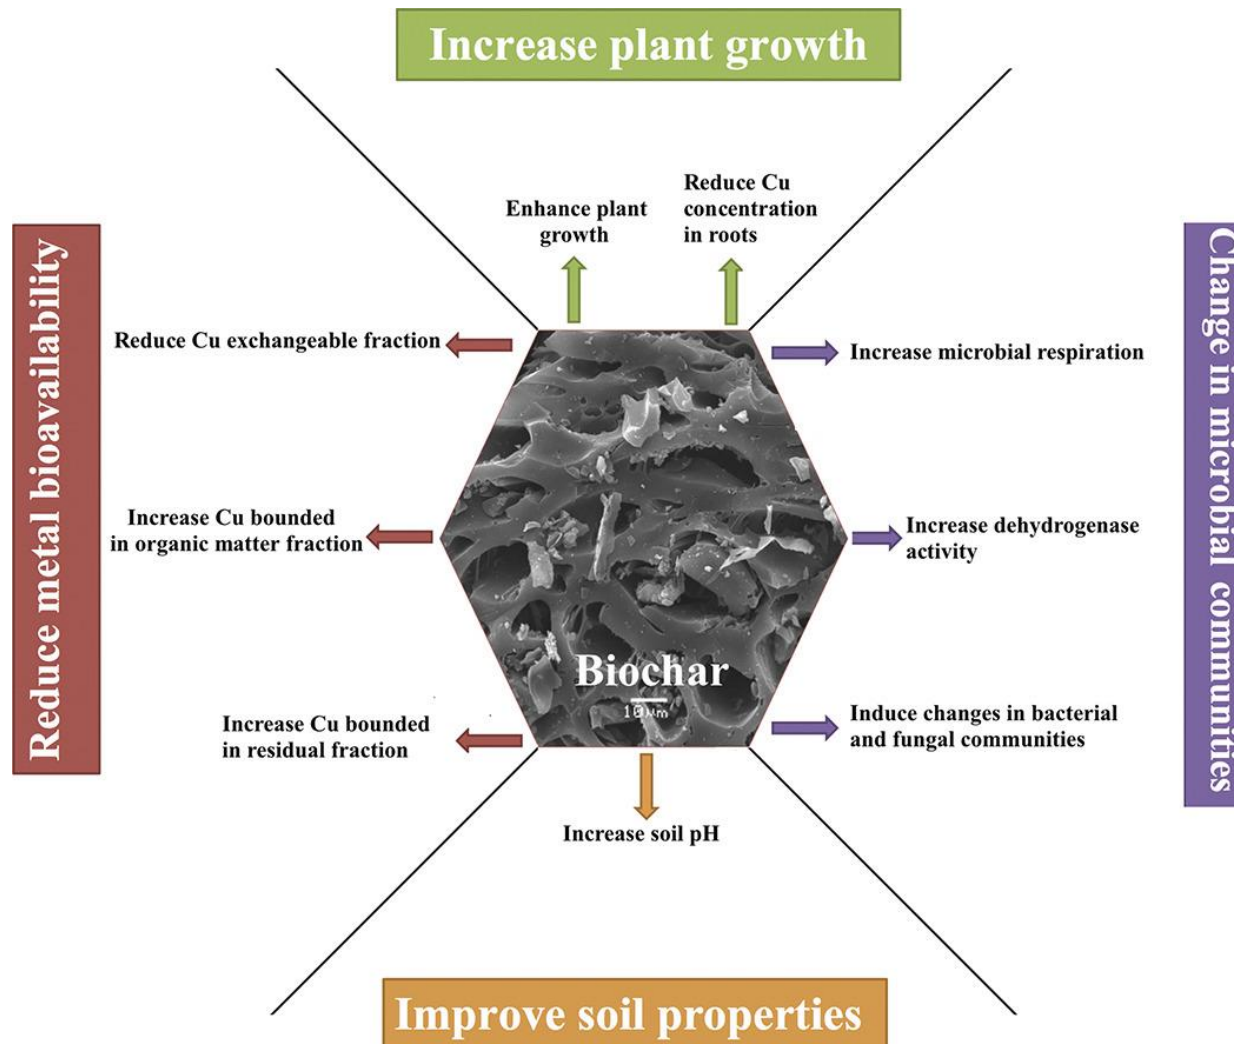 Increase plant growth
Enhance plant
growth
Reduce Cu
concentration
in roots
Reduce metal bioavailability
Reduce Cu exchangeable fraction
Increase Cu bounded
in organic matter fraction
Increase Cu bounded
in residual fraction
Biochar
10µm
Increase microbial respiration
Increase dehydrogenase
activity
Induce changes in bacterial
and fungal communities
Change in microbial communities
Increase soil pH
Improve soil properties